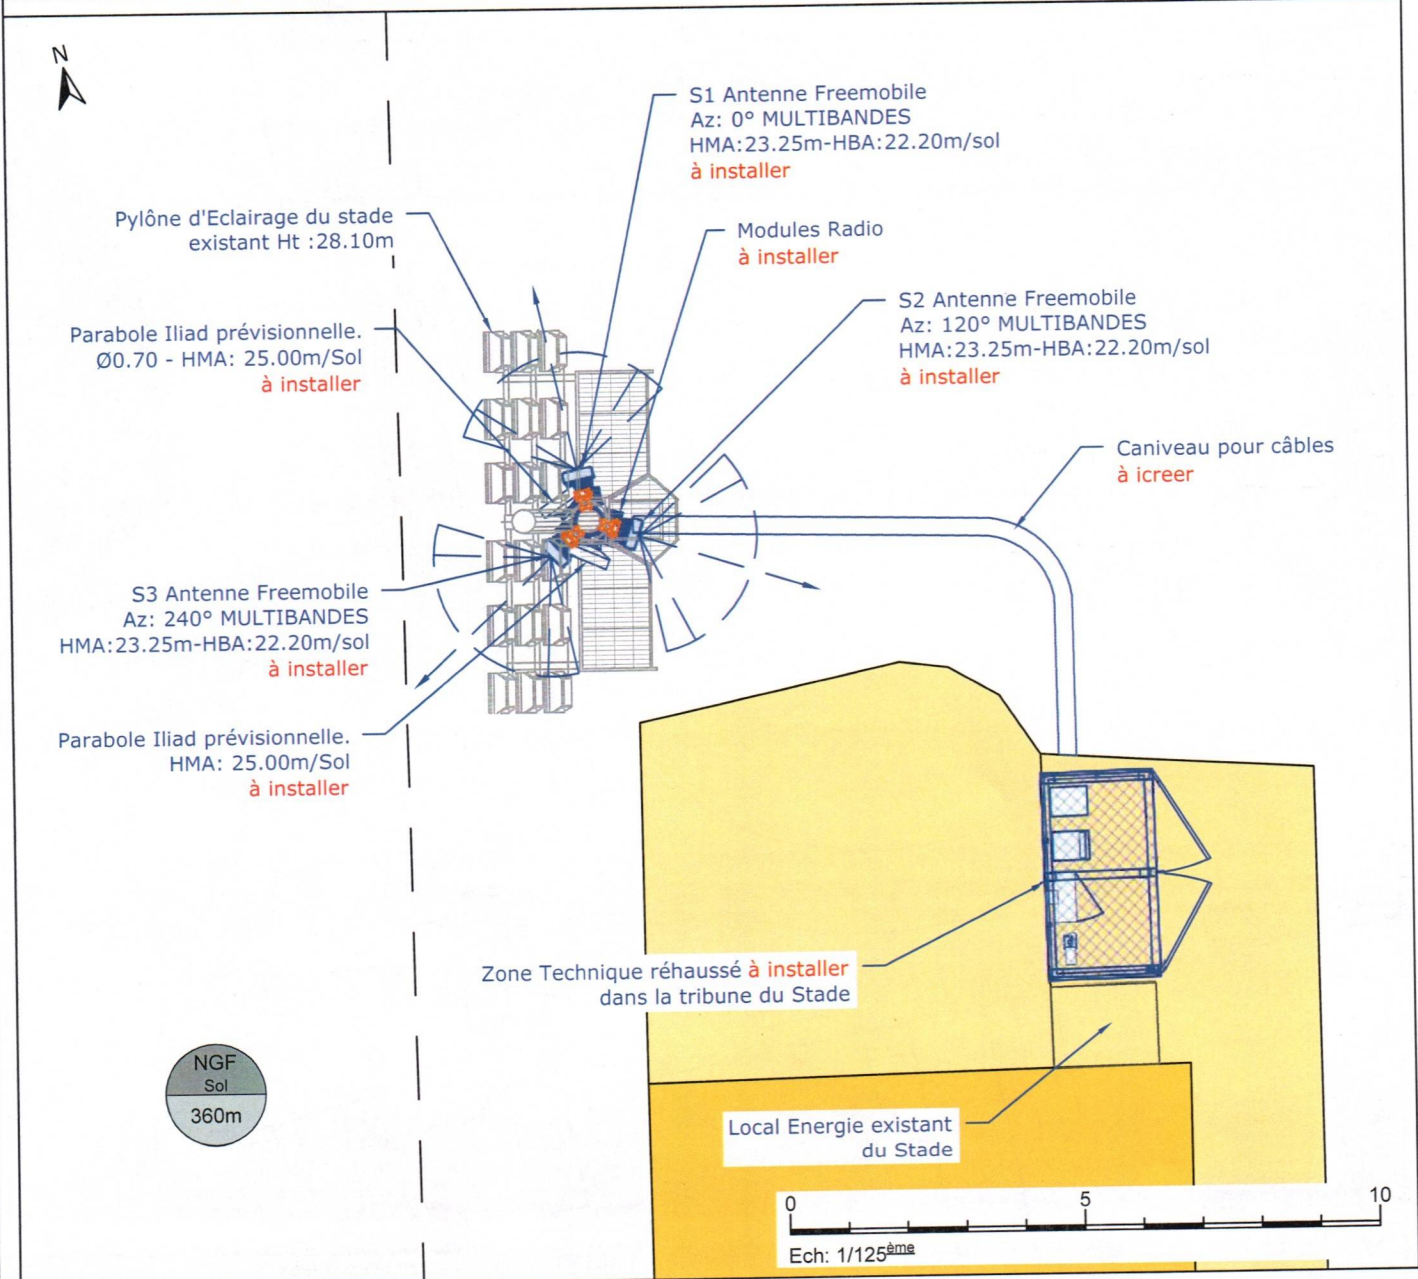 N
S1 Antenne Freemobile
Az: 0° MULTIBANDES
HMA:23.25m-HBA:22.20m/sol
à installer
Pylône d'Eclairage du stade
existant Ht :28.10m
Modules Radio
à installer
S2 Antenne Freemobile
Az: 120° MULTIBANDES
HMA:23.25m-HBA:22.20m/sol
à installer
Parabole Iliad prévisionnelle.
Ø0.70 - HMA: 25.00m/Sol
à installer
Caniveau pour câbles
à icreer
S3 Antenne Freemobile
Az: 240° MULTIBANDES
HMA:23.25m-HBA:22.20m/sol
à installer
Parabole Iliad prévisionnelle.
HMA: 25.00m/Sol
à installer
Zone Technique réhaussé à installer
dans la tribune du Stade
NGF
Sol
360m
Local Energie existant
du Stade
0 5 10
Ech: 1/125ème